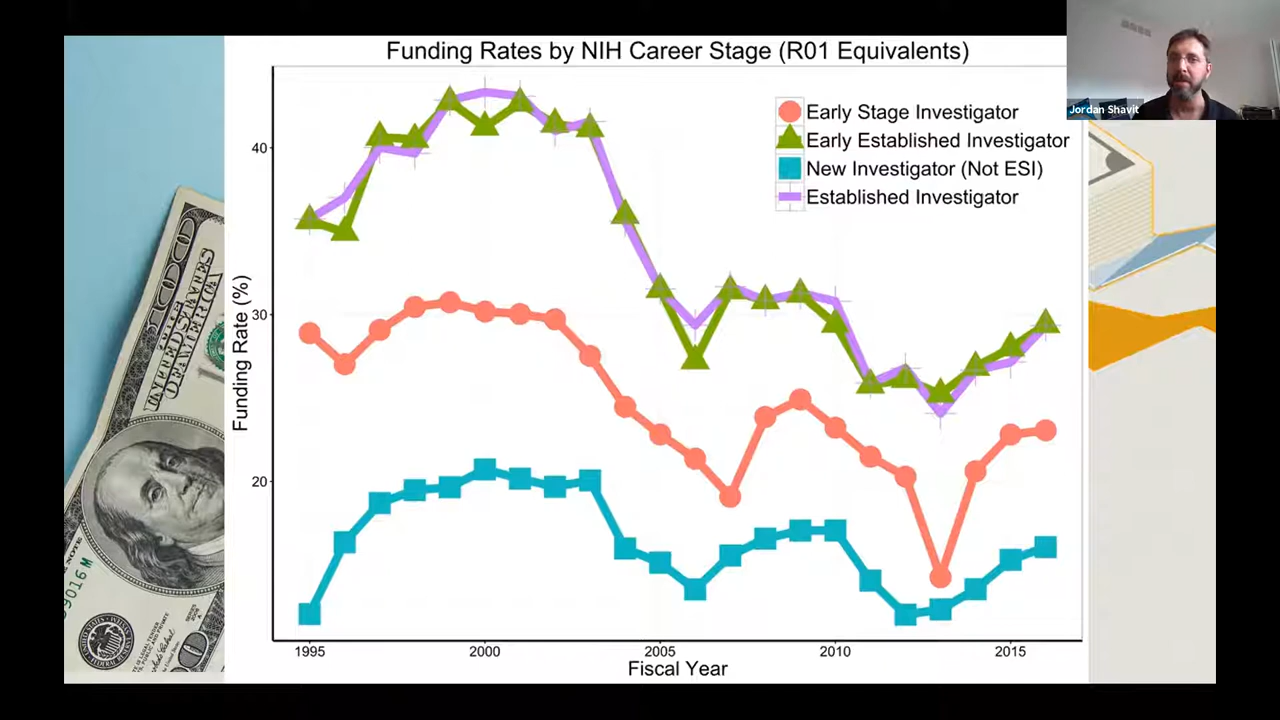 Funding Rates by NIH Career Stage (R01 Equivalents)
Jordan Shavit
Early Stage Investigator
Early Established Investigator
New Investigator (Not ESI)
Established Investigator
Funding Rate (%)
40
30
20
1995
2000
2005
2010
2015
Fiscal Year